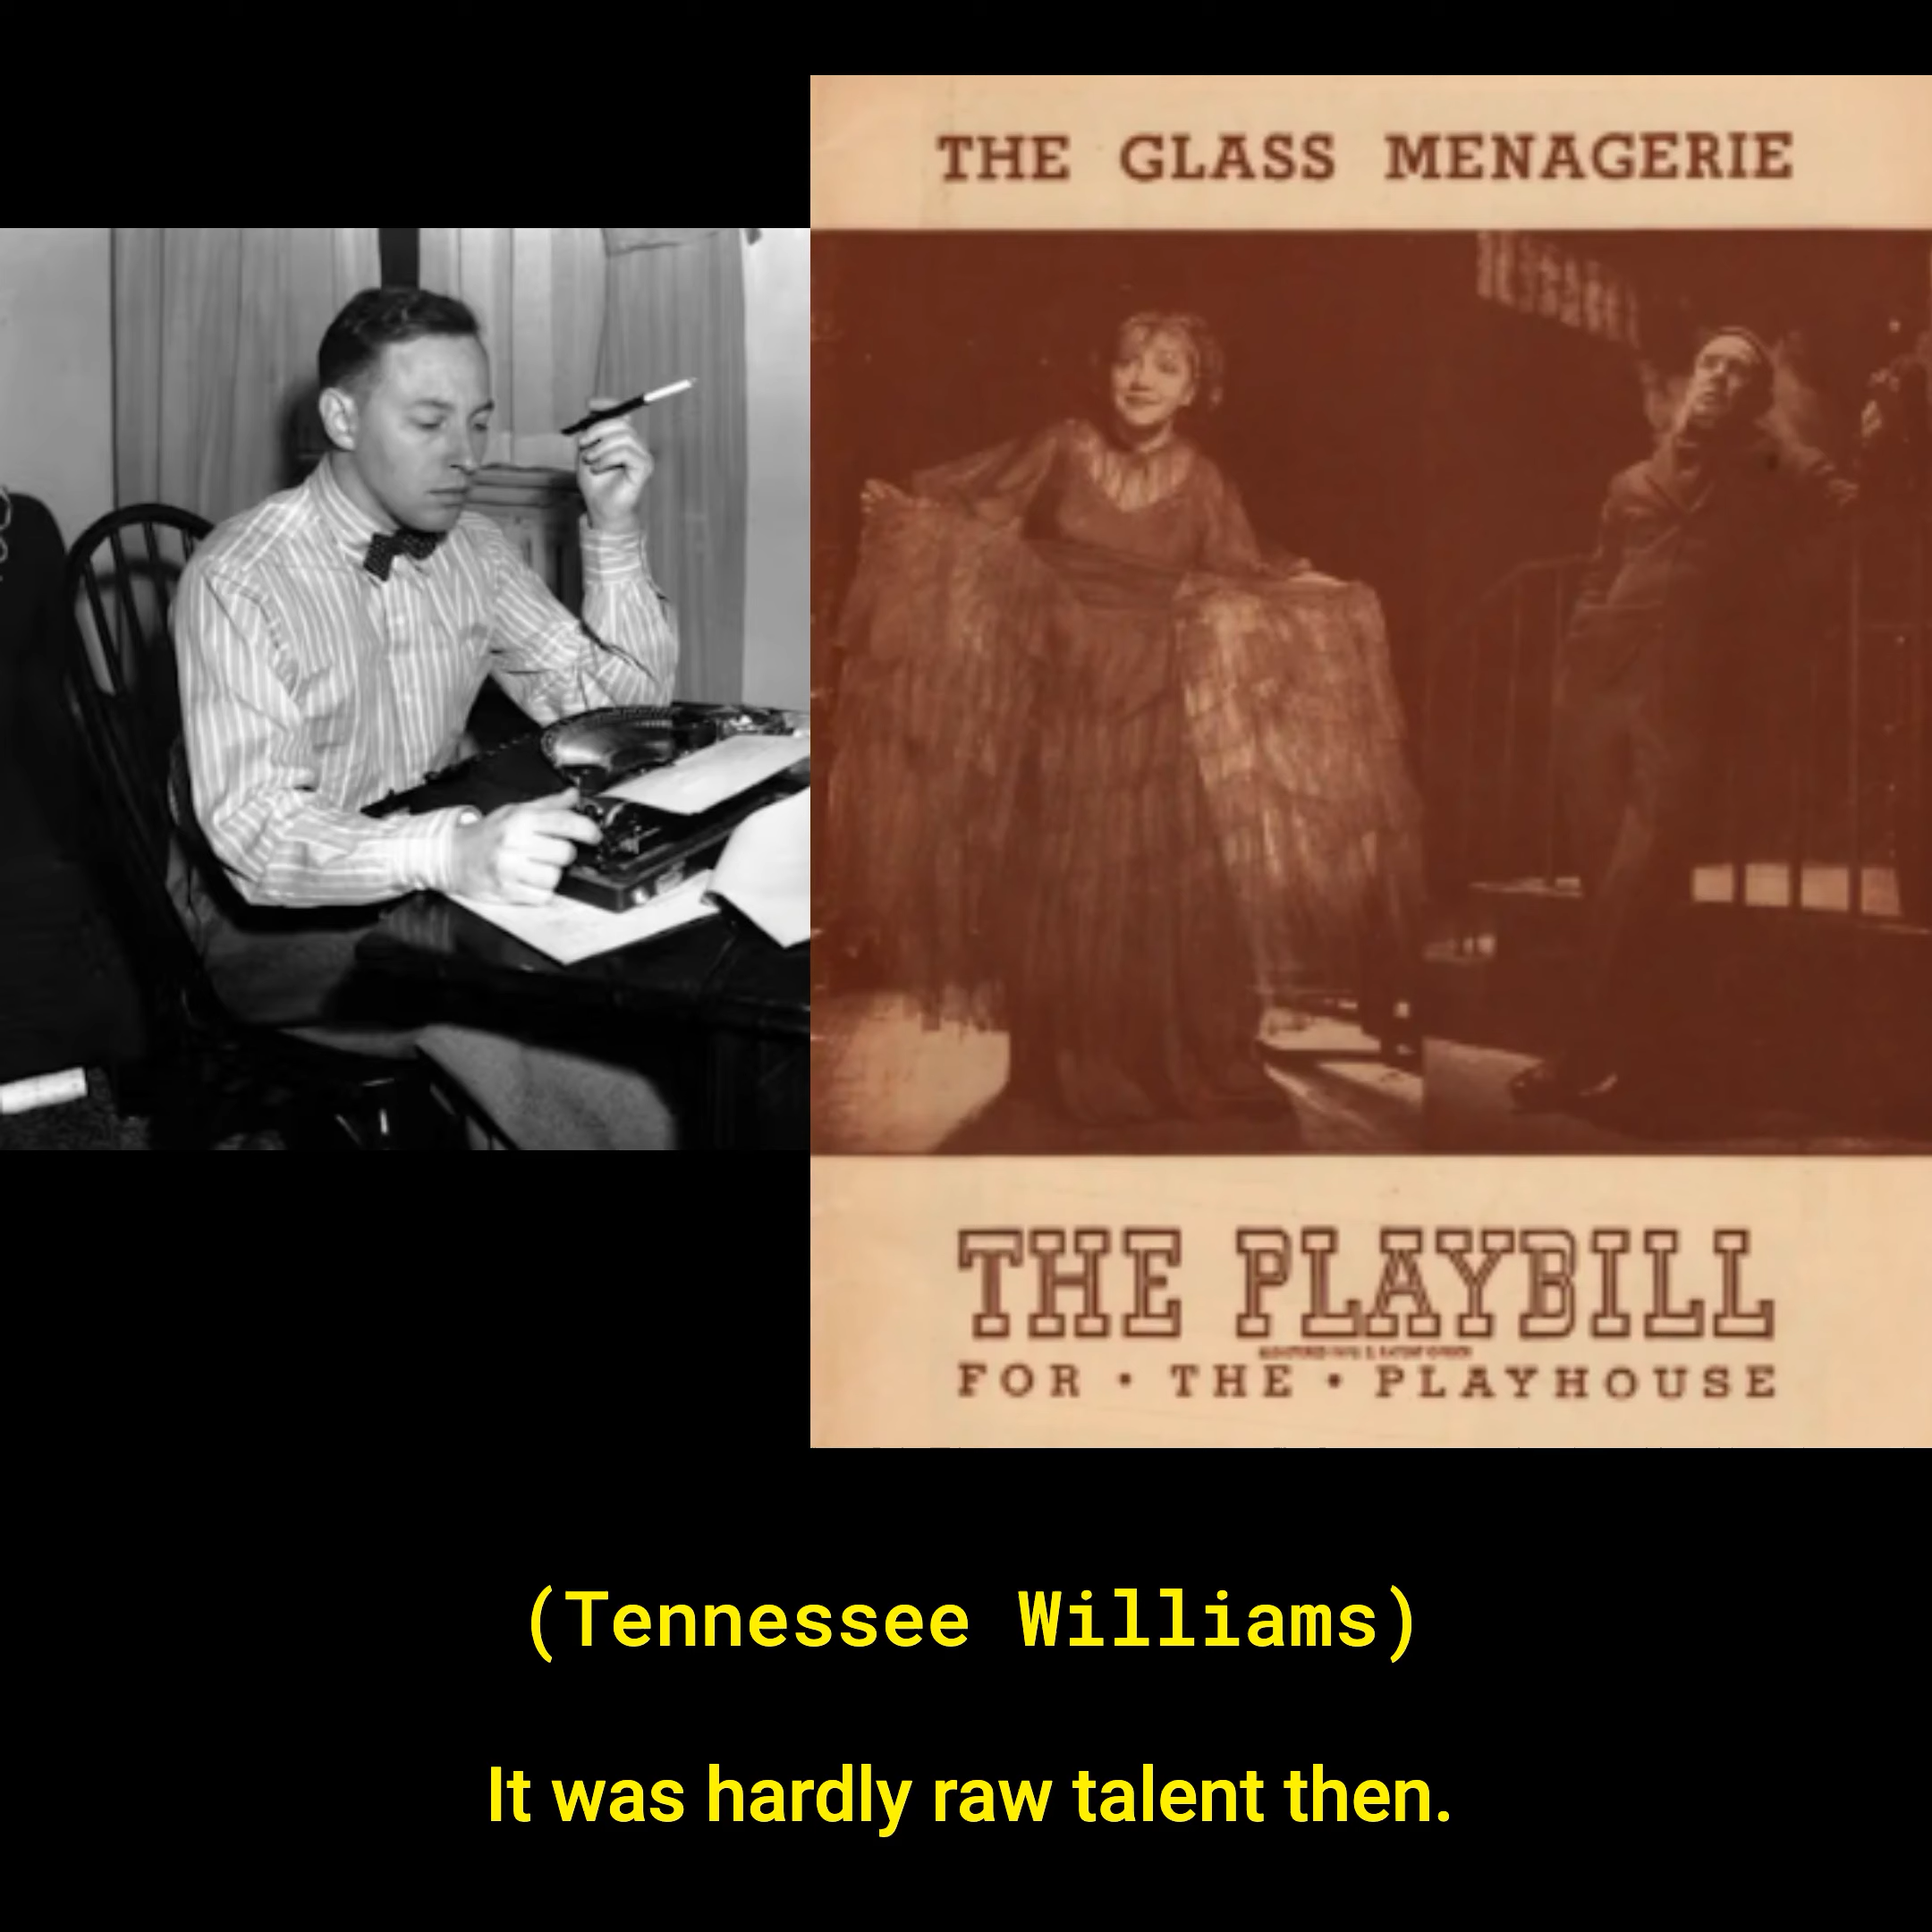 THE GLASS MENAGERIE
THE PLAYBILL
FOR • THE • PLAYHOUSE
(Tennessee Williams)
It was hardly raw talent then.